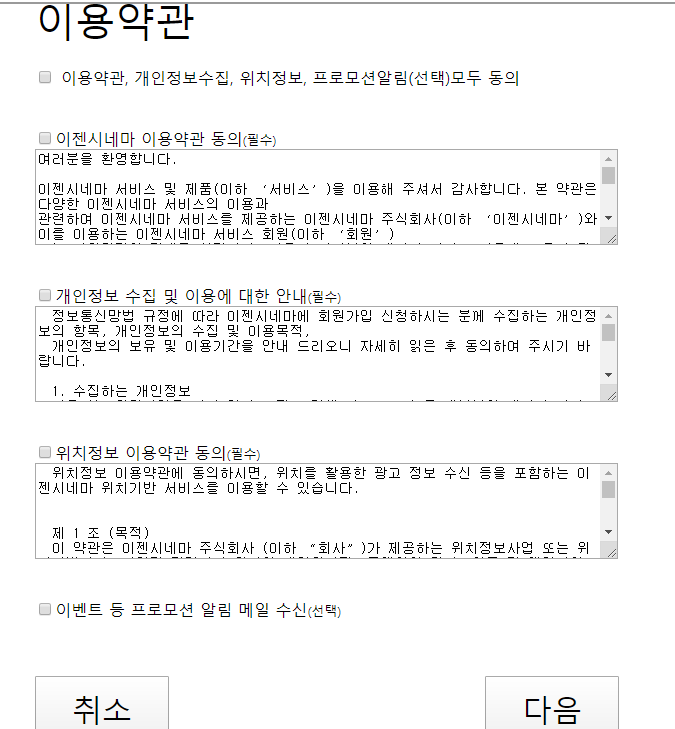 이용약관
이용약관, 개인정보수집, 위치정보, 프로모션알림(선택)모두 동의
이젠시네마 이용약관 동의(필수)
여러분을 환영합니다.
이젠시네마 서비스 및 제품(이하 ‘서비스’)을 이용해 주셔서 감사합니다. 본 약관은
다양한 이젠시네마 서비스의 이용과
관련하여 이젠시네마 서비스를 제공하는 이젠시네마 주식회사(이하 ‘이젠시네마’)와
이를 이용하는 이젠시네마 서비스 회원(이하 ‘회원’)
개인정보 수집 및 이용에 대한 안내(필수)
정보통신망법 규정에 따라 이젠시네마에 회원가입 신청하시는 분께 수집하는 개인정
보의 항목, 개인정보의 수집 및 이용목적,
개인정보의 보유 및 이용기간을 안내 드리오니 자세히 읽은 후 동의하여 주시기 바
랍니다.
1. 수집하는 개인정보
위치정보 이용약관 동의(필수)
위치정보 이용약관에 동의하시면, 위치를 활용한 광고 정보 수신 등을 포함하는 이
젠시네마 위치기반 서비스를 이용할 수 있습니다.
제 1 조 (목적)
이 약관은 이젠시네마 주식회사 (이하 “회사”)가 제공하는 위치정보사업 또는 위
이벤트 등 프로모션 알림 메일 수신(선택)
취소
다음